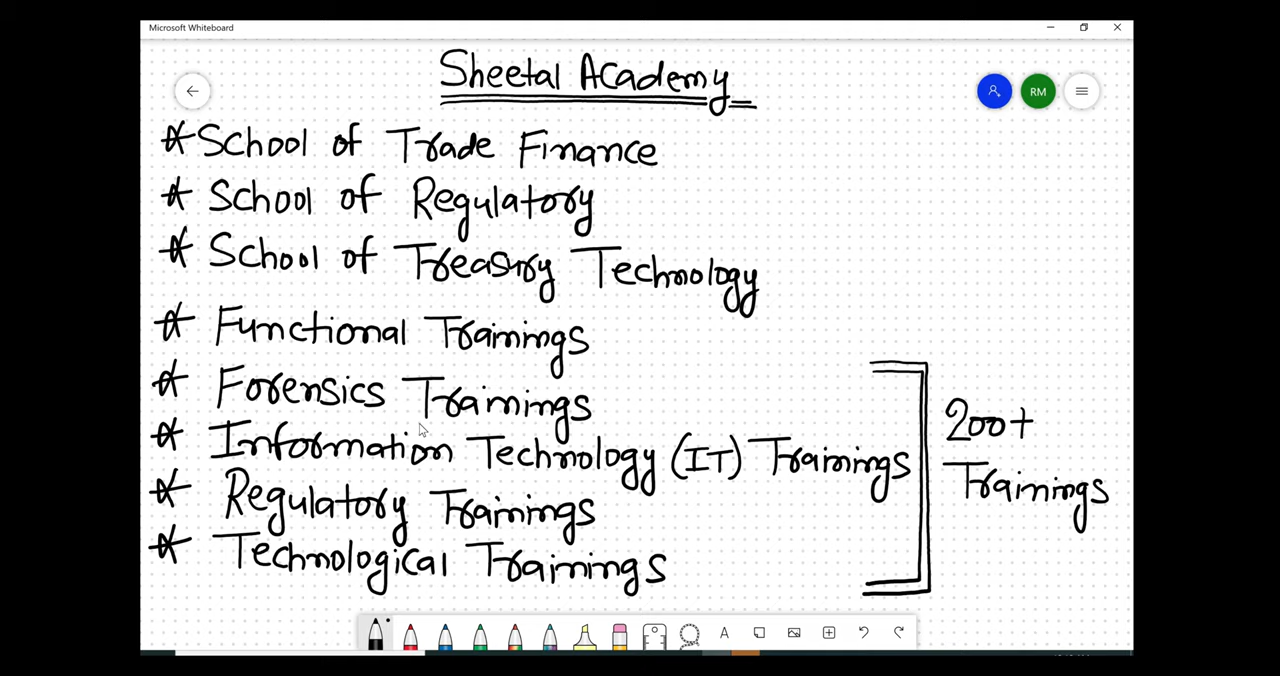 Microsoft Whiteboard
Sheetal Academy
RM
* School of Trade Finance
* School of Regulatory
* School of Treasury Technology
* Functional Trainings
* Forensics Trainings
* Information Technology (IT) Trainings
* Regulatory Trainings
* Technological Trainings
200+
Trainings
A